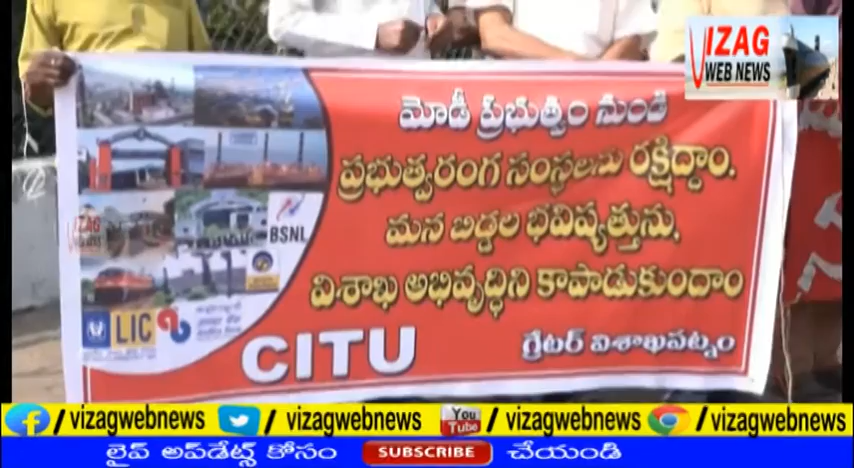 VIZAG
WEB NEWS
మోడీ ప్రభుత్వం నుండి
ప్రభుత్వరంగ సంస్థలను రక్షిద్దాం.
మన బిడ్డల భవిష్యత్తును,
విశాఖ అభివృద్ధిని కాపాడుకుందాం
BSNL
LIC
CITU
గ్రేటర్ విశాఖపట్నం
/vizagwebnews /vizagwebnews You Tube /vizagwebnews /vizagwebnews
లైవ్ అప్‌డేట్స్ కోసం SUBSCRIBE చేయండి